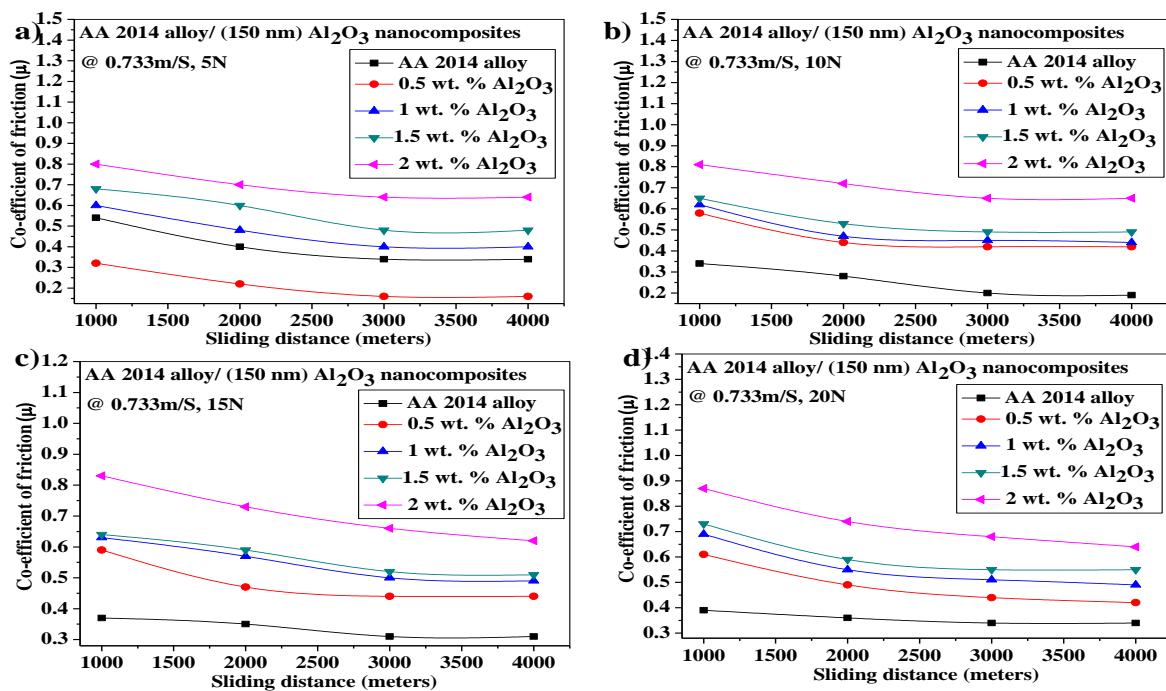 a)
AA 2014 alloy/ (150 nm) Al₂O₃ nanocomposites
@ 0.733m/S, 5N
AA 2014 alloy
0.5 wt. % Al₂O₃
1 wt. % Al₂O₃
1.5 wt. % Al₂O₃
2 wt. % Al₂O₃
Co-efficient of friction(μ)
1.5
1.4
1.3
1.2
1.1
1.0
0.9
0.8
0.7
0.6
0.5
0.4
0.3
0.2
1000 1500 2000 2500 3000 3500 4000
Sliding distance (meters)
b)
AA 2014 alloy/ (150 nm) Al₂O₃ nanocomposites
@ 0.733m/S, 10N
AA 2014 alloy
0.5 wt. % Al₂O₃
1 wt. % Al₂O₃
1.5 wt. % Al₂O₃
2 wt. % Al₂O₃
Co-efficient of friction(μ)
1.5
1.4
1.3
1.2
1.1
1.0
0.9
0.8
0.7
0.6
0.5
0.4
0.3
0.2
1000 1500 2000 2500 3000 3500 4000
Sliding distance (meters)
c)
AA 2014 alloy/ (150 nm) Al₂O₃ nanocomposites
@ 0.733m/S, 15N
AA 2014 alloy
0.5 wt. % Al₂O₃
1 wt. % Al₂O₃
1.5 wt. % Al₂O₃
2 wt. % Al₂O₃
Co-efficient of friction(μ)
1.2
1.1
1.0
0.9
0.8
0.7
0.6
0.5
0.4
0.3
1000 1500 2000 2500 3000 3500 4000
Sliding distance (meters)
d)
AA 2014 alloy/ (150 nm) Al₂O₃ nanocomposites
@ 0.733m/S, 20N
AA 2014 alloy
0.5 wt. % Al₂O₃
1 wt. % Al₂O₃
1.5 wt. % Al₂O₃
2 wt. % Al₂O₃
Co-efficient of friction(μ)
1.4
1.3
1.2
1.1
1.0
0.9
0.8
0.7
0.6
0.5
0.4
0.3
1000 1500 2000 2500 3000 3500 4000
Sliding distance (meters)